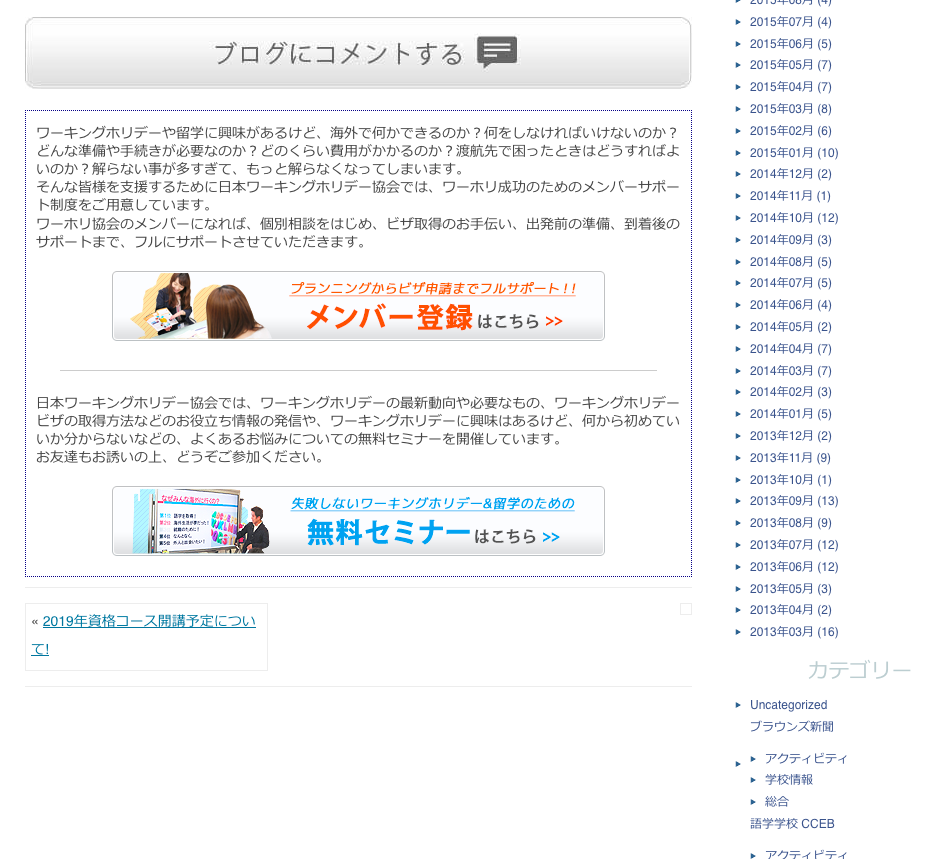 ブログにコメントする
ワーキングホリデーや留学に興味があるけど、海外で何かできるのか？何をしなければいけないのか？
どんな準備や手続きが必要なのか？どのくらい費用がかかるのか？渡航先で困ったときはどうすればよ
いのか？解らない事が多すぎて、もっと解らなくなってしまいます。
そんな皆様を支援するために日本ワーキングホリデー協会では、ワーホリ成功のためのメンバーサポー
ト制度をご用意しています。
ワーホリ協会のメンバーになれば、個別相談をはじめ、ビザ取得のお手伝い、出発前の準備、到着後の
サポートまで、フルにサポートさせていただきます。
プランニングからビザ申請までフルサポート！！
メンバー登録はこちら >>
日本ワーキングホリデー協会では、ワーキングホリデーの最新動向や必要なもの、ワーキングホリデー
ビザの取得方法などのお役立ち情報の発信や、ワーキングホリデーに興味はあるけど、何から初めてい
いか分からないなどの、よくあるお悩みについての無料セミナーを開催しています。
お友達もお誘いの上、どうぞご参加ください。
なぜみんな海外に行くの?
失敗しないワーキングホリデー&留学のための
無料セミナーはこちら >>
« 2019年資格コース開講予定につい
て!
2015年08月 (4)
2015年07月 (4)
2015年06月 (5)
2015年05月 (7)
2015年04月 (7)
2015年03月 (8)
2015年02月 (6)
2015年01月 (10)
2014年12月 (2)
2014年11月 (1)
2014年10月 (12)
2014年09月 (3)
2014年08月 (5)
2014年07月 (5)
2014年06月 (4)
2014年05月 (2)
2014年04月 (7)
2014年03月 (7)
2014年02月 (3)
2014年01月 (5)
2013年12月 (2)
2013年11月 (9)
2013年10月 (1)
2013年09月 (13)
2013年08月 (9)
2013年07月 (12)
2013年06月 (12)
2013年05月 (3)
2013年04月 (2)
2013年03月 (16)
カテゴリー
Uncategorized
ブラウンズ新聞
アクティビティ
学校情報
総合
語学学校 CCEB
アクティビティ